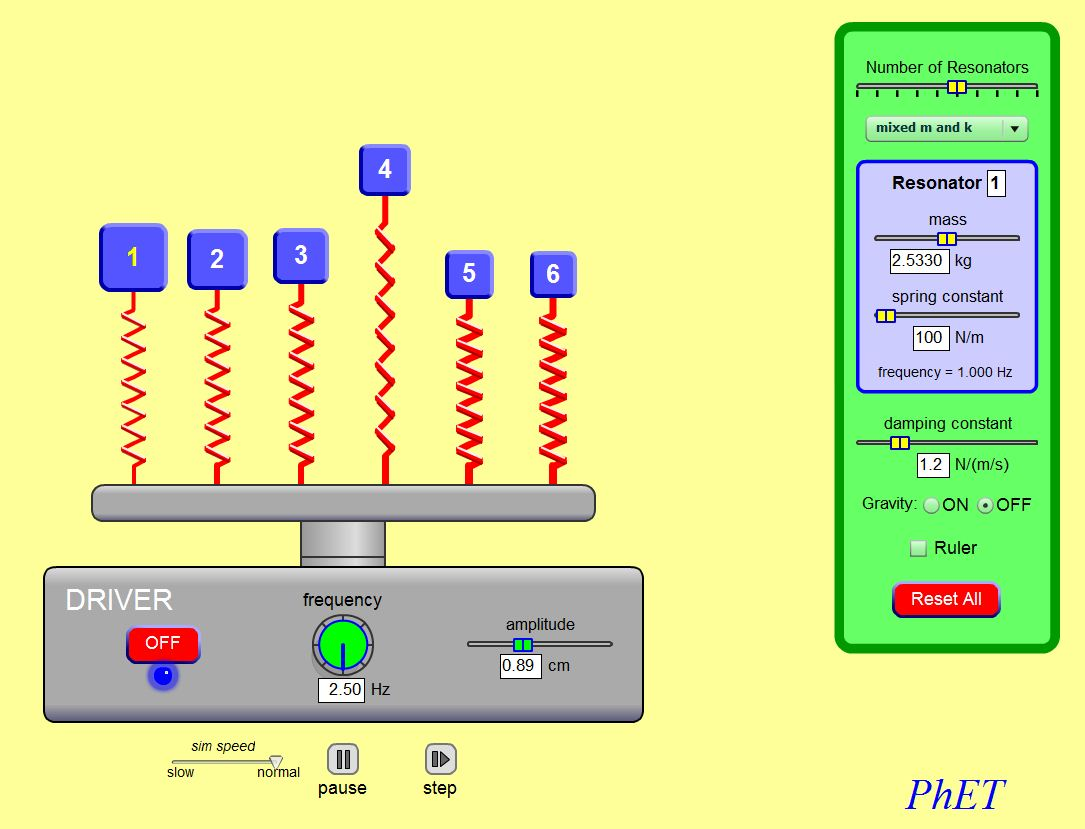 Number of Resonators
mixed m and k
Resonator 1
mass
2.5330 kg
spring constant
100 N/m
frequency = 1.000 Hz
damping constant
1.2 N/(m/s)
Gravity: ON OFF
Ruler
Reset All
4
1 2 3
5 6
DRIVER
OFF
frequency
2.50 Hz
amplitude
0.89 cm
sim speed
slow normal
pause
step
PhET